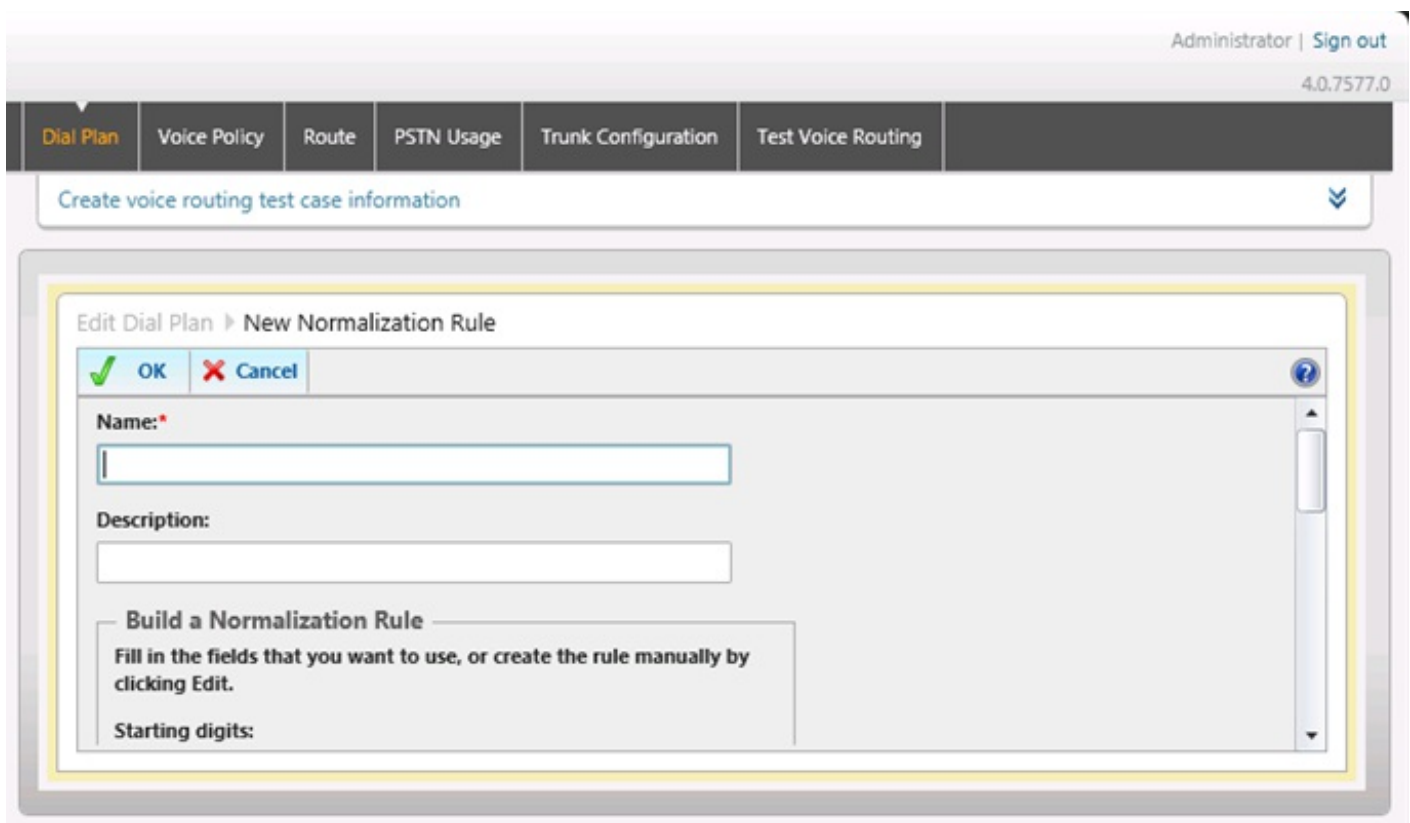 Administrator | Sign out
4.0.7577.0
Dial Plan Voice Policy Route PSTN Usage Trunk Configuration Test Voice Routing
Create voice routing test case information
Edit Dial Plan New Normalization Rule
OK Cancel
Name:*
Description:
Build a Normalization Rule
Fill in the fields that you want to use, or create the rule manually by
clicking Edit.
Starting digits: